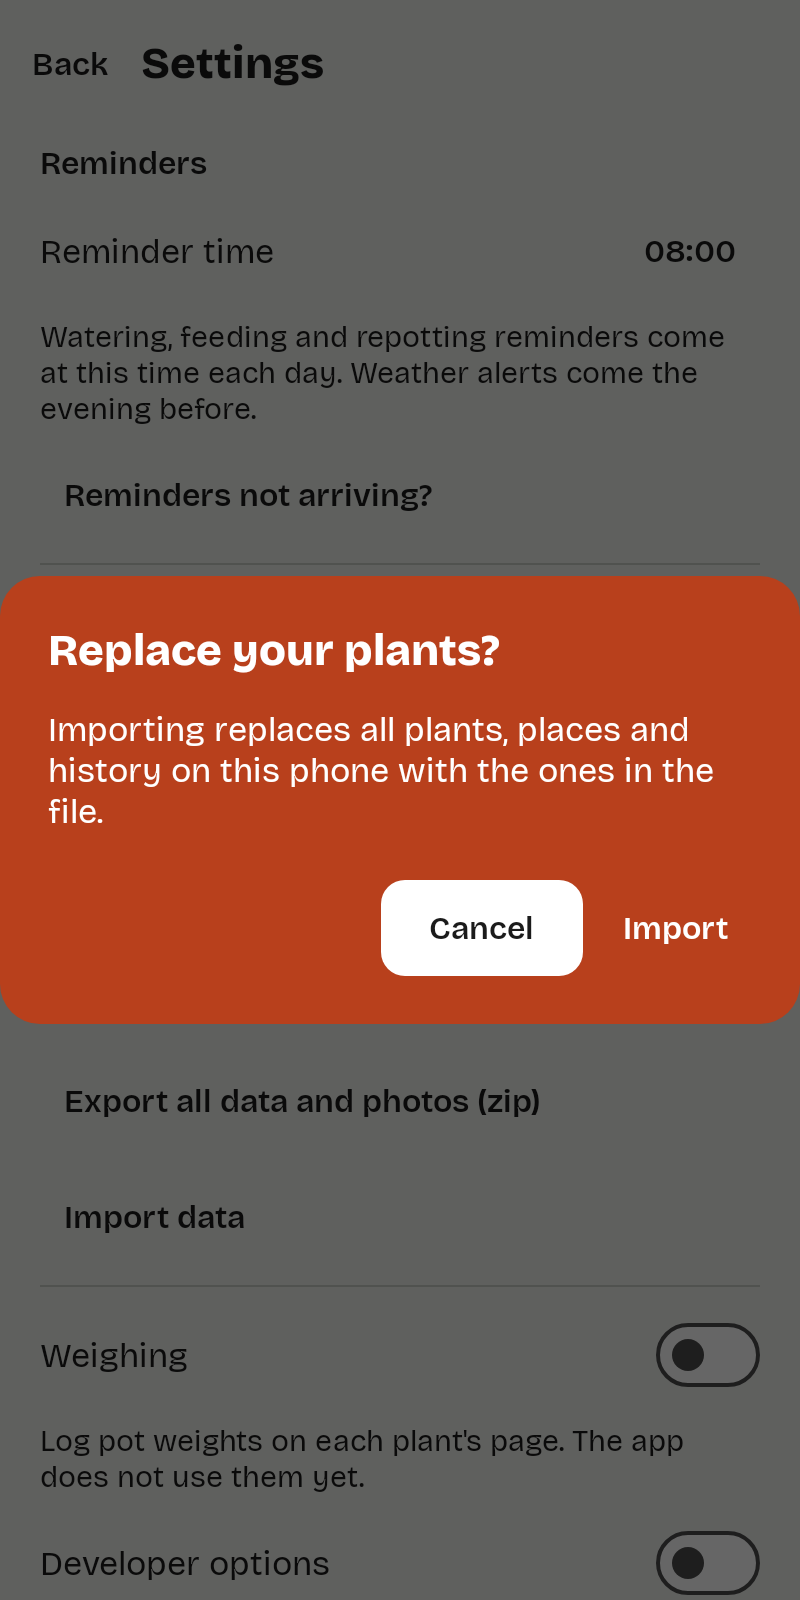 Back Settings
Reminders
Reminder time 08:00
Watering, feeding and repotting reminders come
at this time each day. Weather alerts come the
evening before.
Reminders not arriving?
Replace your plants?
Importing replaces all plants, places and
history on this phone with the ones in the
file.
Cancel Import
Export all data and photos (zip)
Import data
Weighing
Log pot weights on each plant's page. The app
does not use them yet.
Developer options